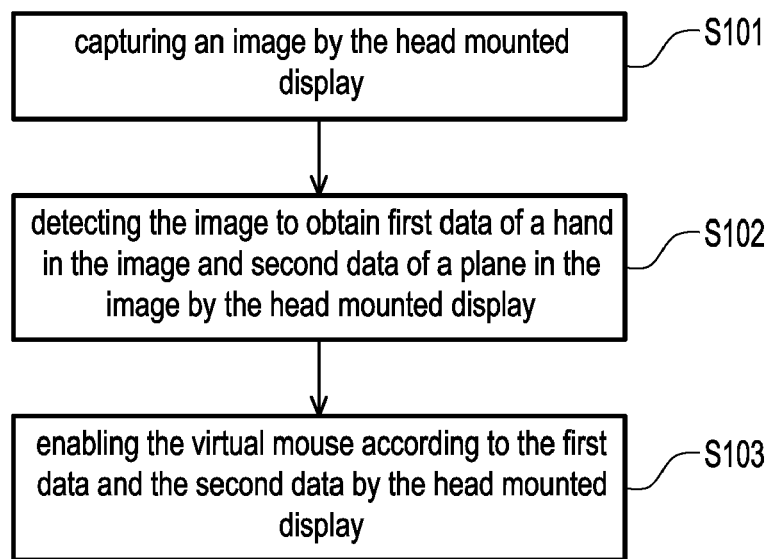 capturing an image by the head mounted
display
S101
detecting the image to obtain first data of a hand
in the image and second data of a plane in the
image by the head mounted display
S102
enabling the virtual mouse according to the first
data and the second data by the head mounted
display
S103